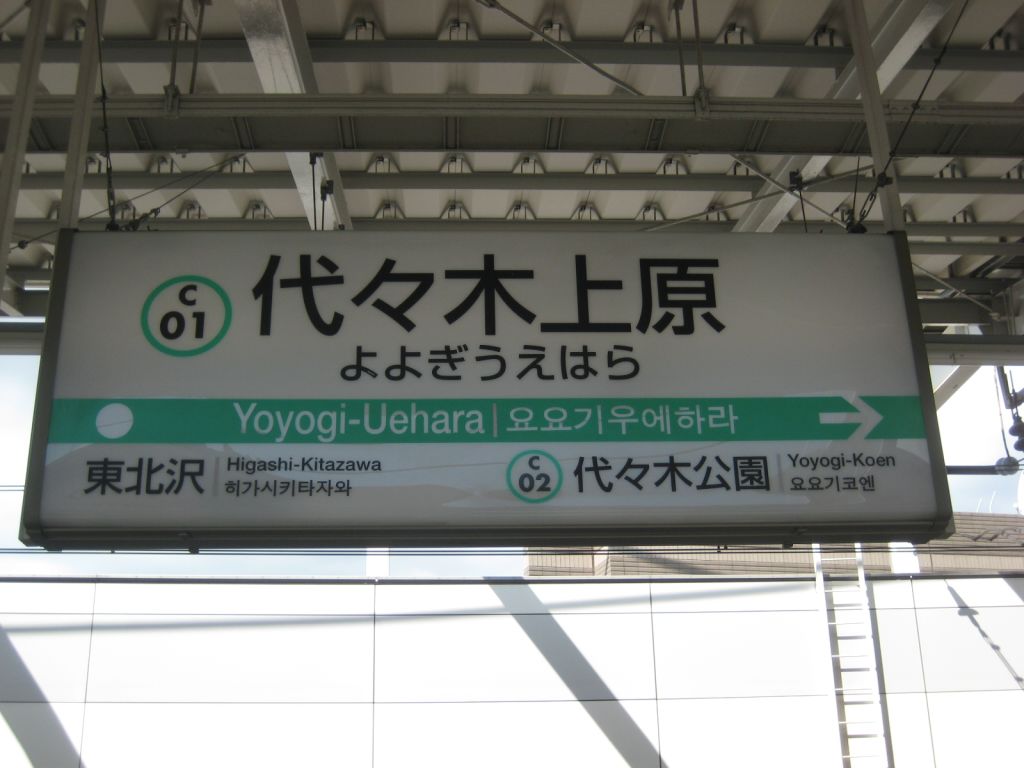 C
01
代々木上原
よよぎうえはら
Yoyogi-Uehara | 요요기우에하라
東北沢 | Higashi-Kitazawa
히가시키타자와
C
02
代々木公園 | Yoyogi-Koen
요요기코엔